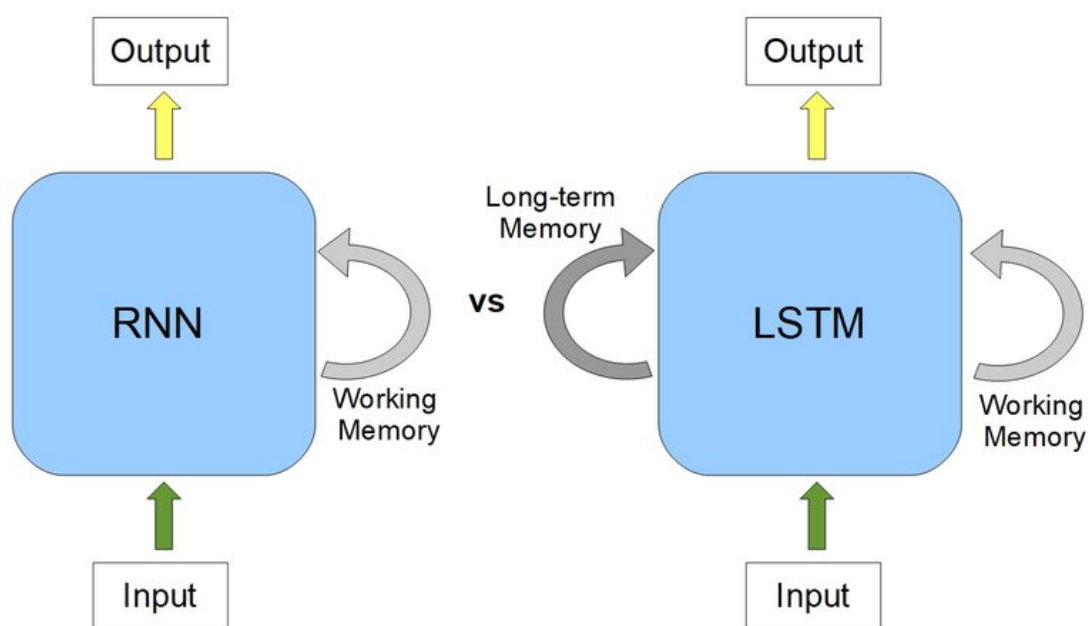 Output
RNN
Working
Memory
Input
vs
Output
Long-term
Memory
LSTM
Working
Memory
Input